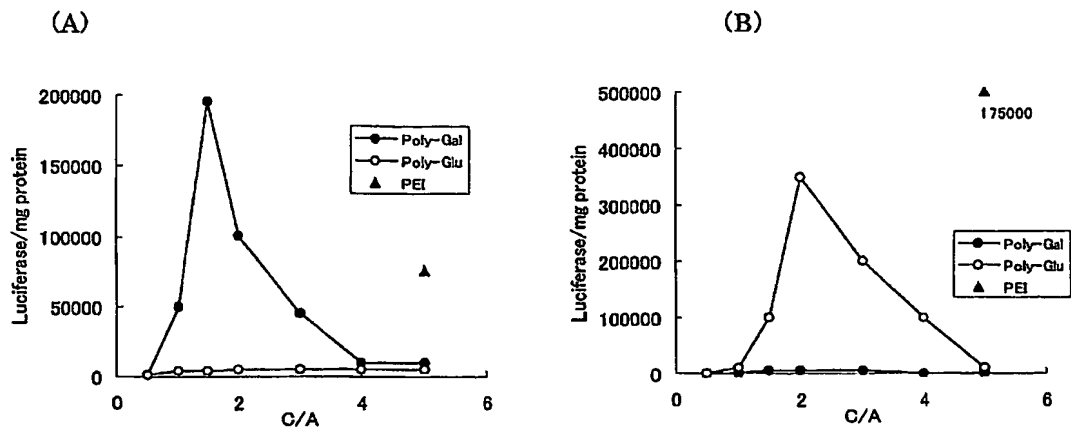 (A)
Luciferase/mg protein
200000
150000
100000
50000
0
0
2
4
6
C/A
Poly-Gal
Poly-Glu
PEI
(B)
Luciferase/mg protein
500000
400000
300000
200000
100000
0
0
2
4
6
C/A
175000
Poly-Gal
Poly-Glu
PEI